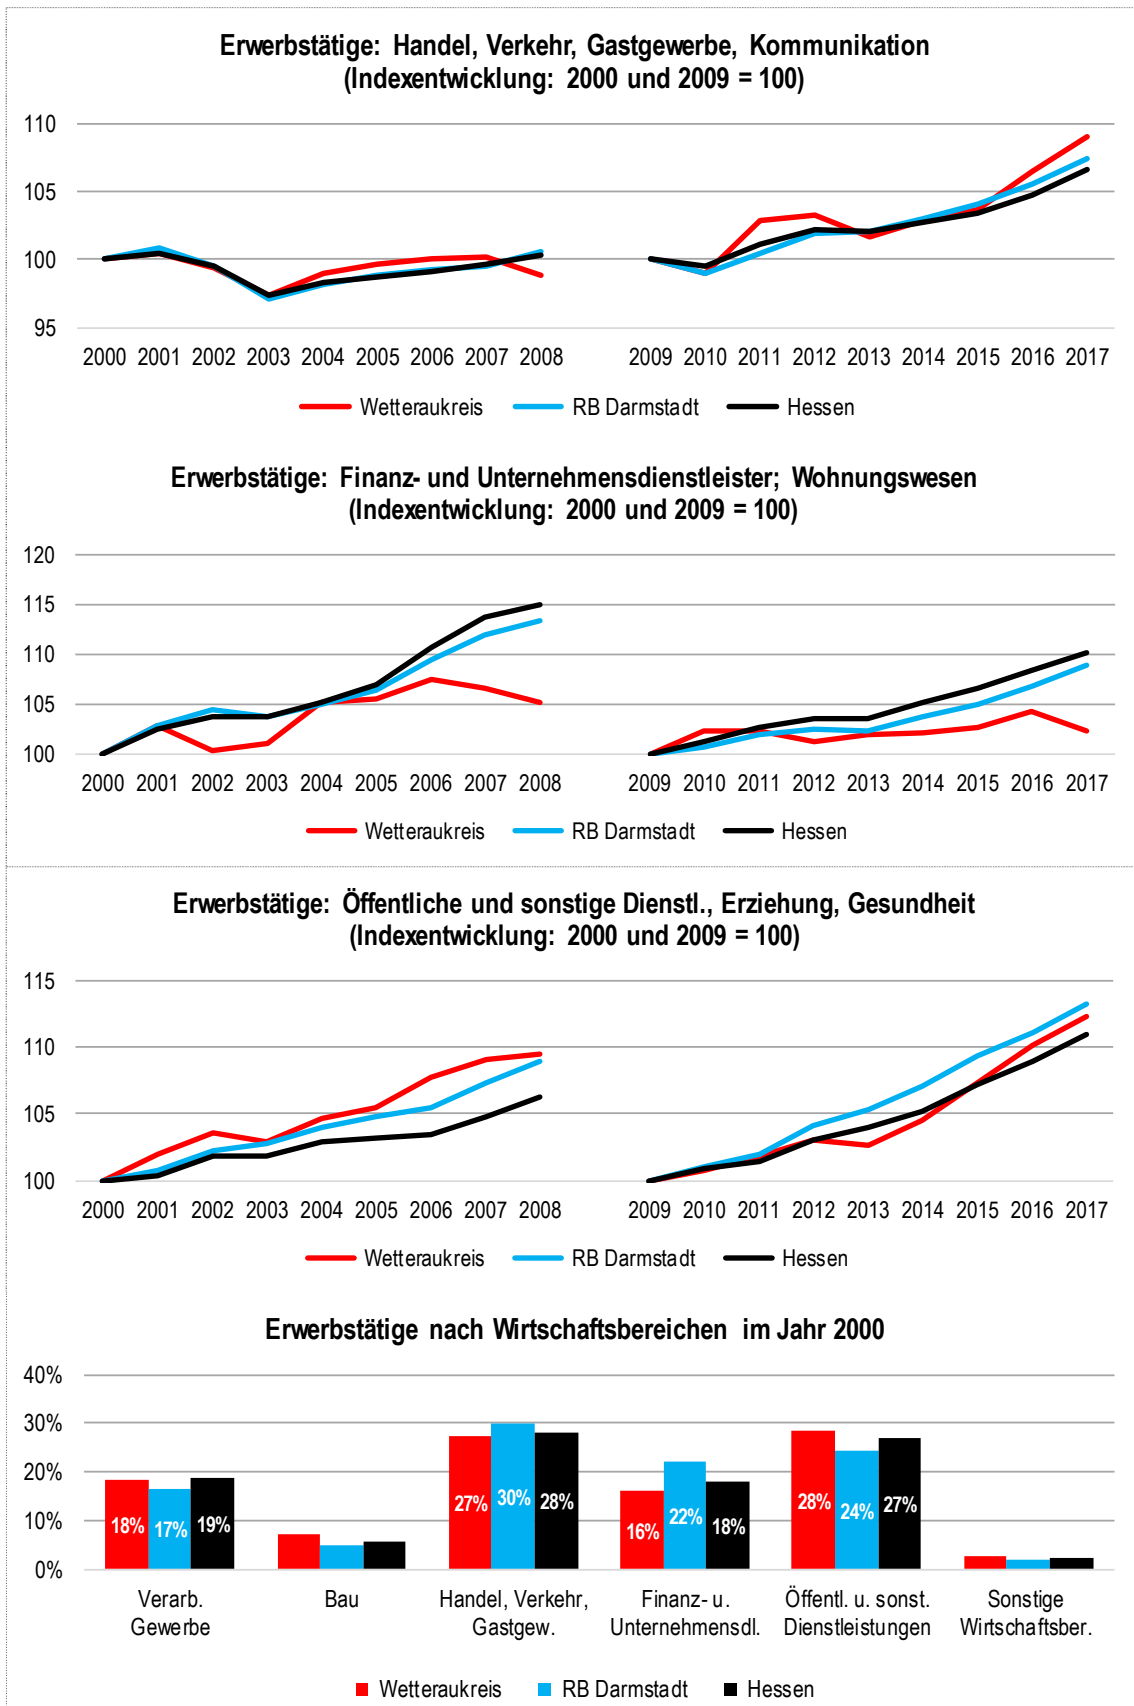 Erwerbstätige: Handel, Verkehr, Gastgewerbe, Kommunikation
(Indexentwicklung: 2000 und 2009 = 100)
110
105
100
95
2000 2001 2002 2003 2004 2005 2006 2007 2008 2009 2010 2011 2012 2013 2014 2015 2016 2017
Wetteraukreis RB Darmstadt Hessen
Erwerbstätige: Finanz- und Unternehmensdienstleister; Wohnungswesen
(Indexentwicklung: 2000 und 2009 = 100)
120
115
110
105
100
2000 2001 2002 2003 2004 2005 2006 2007 2008 2009 2010 2011 2012 2013 2014 2015 2016 2017
Wetteraukreis RB Darmstadt Hessen
Erwerbstätige: Öffentliche und sonstige Dienstl., Erziehung, Gesundheit
(Indexentwicklung: 2000 und 2009 = 100)
115
110
105
100
2000 2001 2002 2003 2004 2005 2006 2007 2008 2009 2010 2011 2012 2013 2014 2015 2016 2017
Wetteraukreis RB Darmstadt Hessen
Erwerbstätige nach Wirtschaftsbereichen im Jahr 2000
40%
30%
20%
10%
0%
18% 17% 19% 27% 30% 28% 16% 22% 18% 28% 24% 27%
Verarb. Bau Handel, Verkehr, Finanz- u. Öffentl. u. sonst. Sonstige
Gewerbe Gastgew. Unternehmensdl. Dienstleistungen Wirtschaftsber.
Wetteraukreis RB Darmstadt Hessen